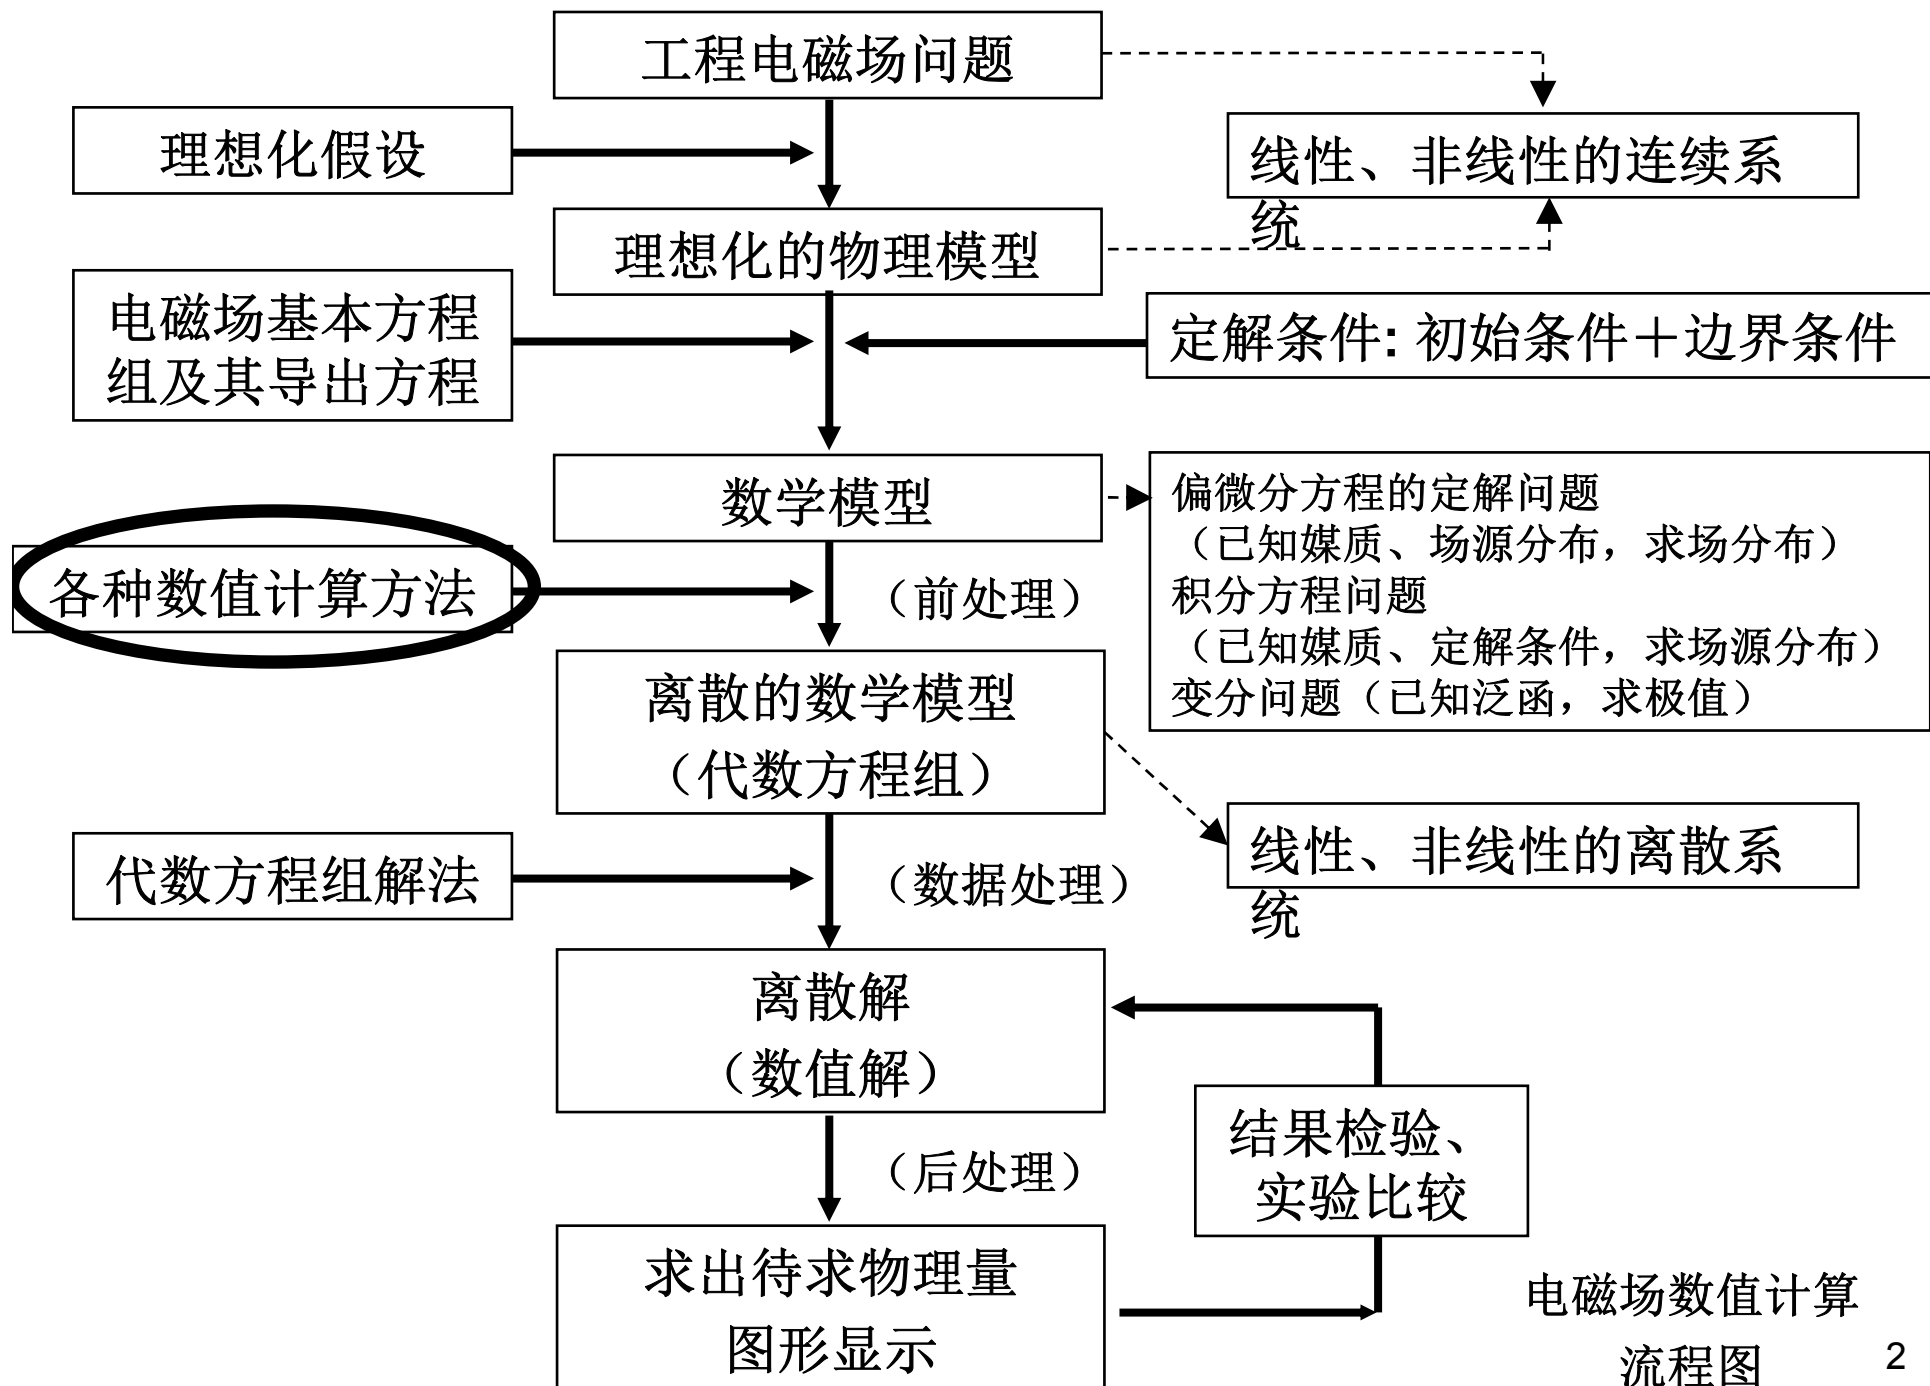 工程电磁场问题
理想化假设
线性、非线性的连续系
统
理想化的物理模型
电磁场基本方程
组及其导出方程
定解条件: 初始条件＋边界条件
数学模型
偏微分方程的定解问题
（已知媒质、场源分布，求场分布）
积分方程问题
（已知媒质、定解条件，求场源分布）
变分问题（已知泛函，求极值）
各种数值计算方法
（前处理）
离散的数学模型
（代数方程组）
线性、非线性的离散系
统
代数方程组解法
（数据处理）
离散解
（数值解）
结果检验、
实验比较
（后处理）
求出待求物理量
图形显示
电磁场数值计算
流程图
2